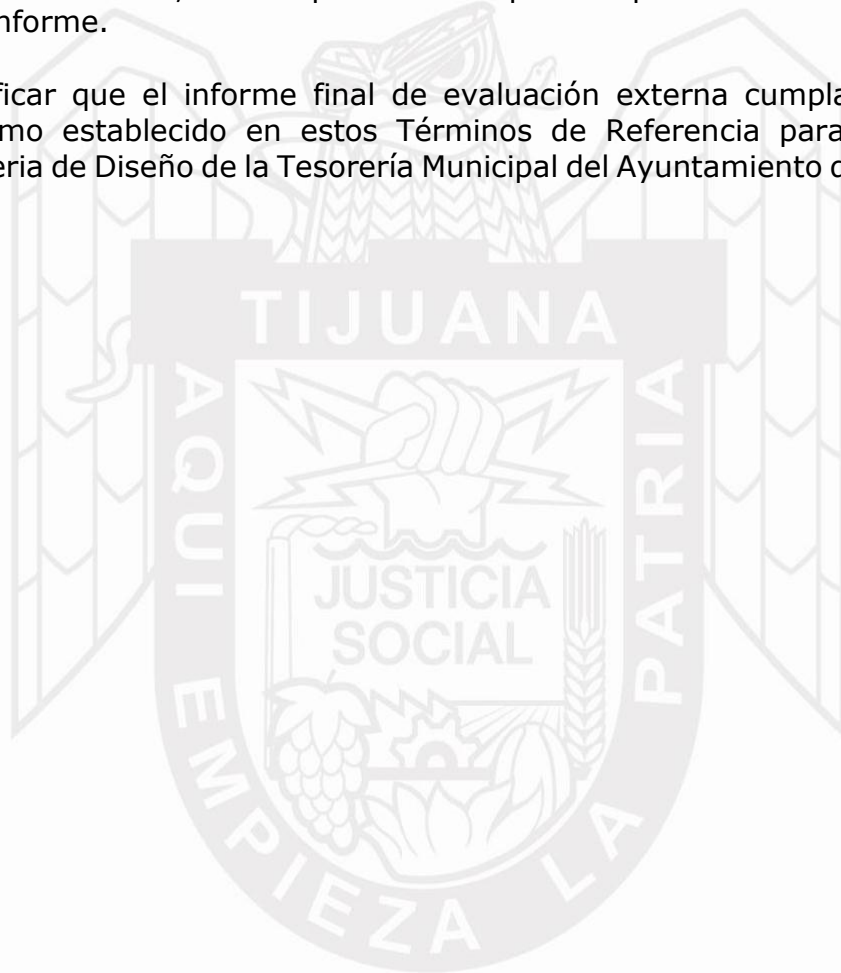 nforme.
ficar que el informe final de evaluación externa cumpla
mo establecido en estos Términos de Referencia para
eria de Diseño de la Tesorería Municipal del Ayuntamiento
TIJUANA
AQUI EMPIEZA LA PATRIA
JUSTICIA
SOCIAL